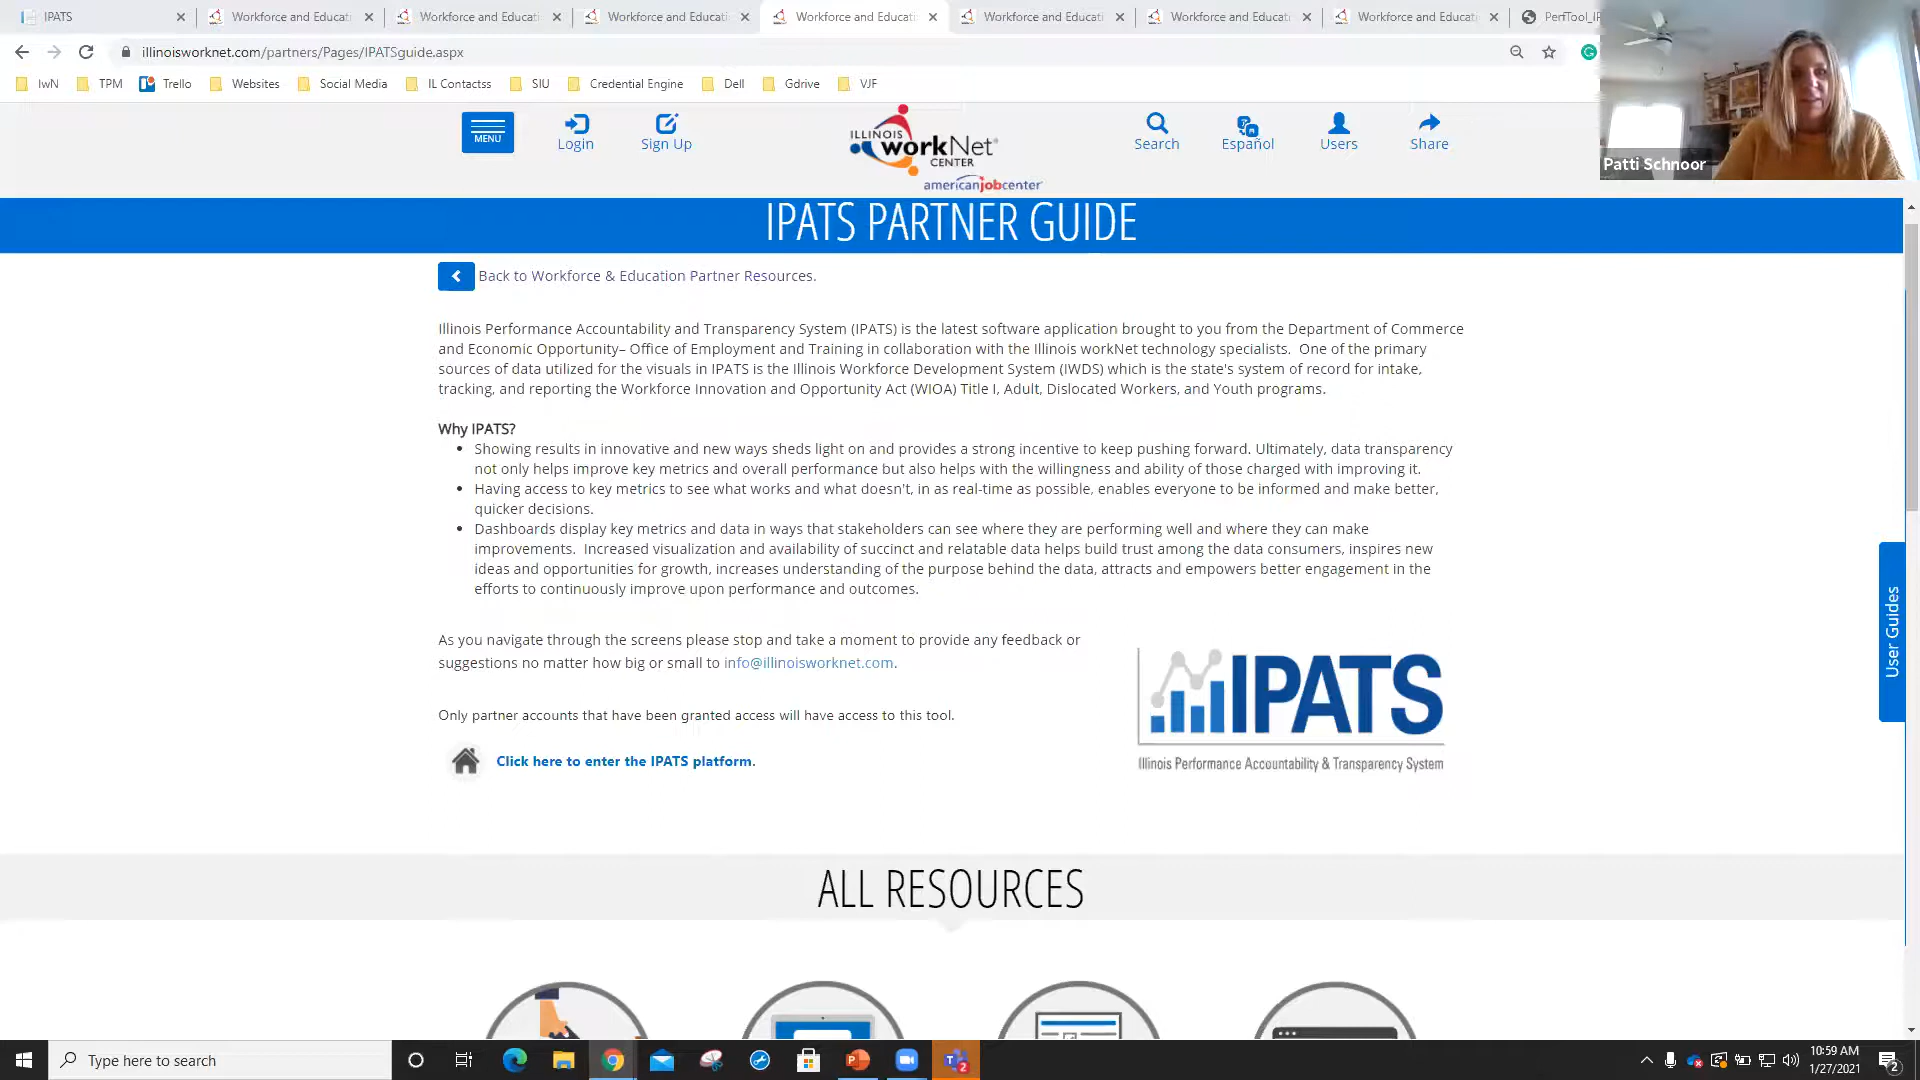 IPATS
Workforce and Educati
Workforce and Educati
Workforce and Educati
Workforce and Educati
Workforce and Educati
Workforce and Educati
Workforce and Educati
PerfTool_IP
illinoisworknet.com/partners/Pages/IPATSguide.aspx
IwN
TPM
Trello
Websites
Social Media
IL Contactss
SIU
Credential Engine
Dell
Gdrive
VJF
Patti Schnoor
MENU
Login
Sign Up
ILLINOIS
workNet
CENTER
americanjobcenter
Search
Español
Users
Share
IPATS PARTNER GUIDE
Back to Workforce & Education Partner Resources.
Illinois Performance Accountability and Transparency System (IPATS) is the latest software application brought to you from the Department of Commerce
and Economic Opportunity– Office of Employment and Training in collaboration with the Illinois workNet technology specialists. One of the primary
sources of data utilized for the visuals in IPATS is the Illinois Workforce Development System (IWDS) which is the state's system of record for intake,
tracking, and reporting the Workforce Innovation and Opportunity Act (WIOA) Title I, Adult, Dislocated Workers, and Youth programs.
Why IPATS?
Showing results in innovative and new ways sheds light on and provides a strong incentive to keep pushing forward. Ultimately, data transparency
not only helps improve key metrics and overall performance but also helps with the willingness and ability of those charged with improving it.
Having access to key metrics to see what works and what doesn't, in as real-time as possible, enables everyone to be informed and make better,
quicker decisions.
Dashboards display key metrics and data in ways that stakeholders can see where they are performing well and where they can make
improvements. Increased visualization and availability of succinct and relatable data helps build trust among the data consumers, inspires new
ideas and opportunities for growth, increases understanding of the purpose behind the data, attracts and empowers better engagement in the
efforts to continuously improve upon performance and outcomes.
As you navigate through the screens please stop and take a moment to provide any feedback or
suggestions no matter how big or small to info@illinoisworknet.com.
Only partner accounts that have been granted access will have access to this tool.
Click here to enter the IPATS platform.
IPATS
Illinois Performance Accountability & Transparency System
User Guides
ALL RESOURCES
Type here to search
10:59 AM
1/27/2021
2